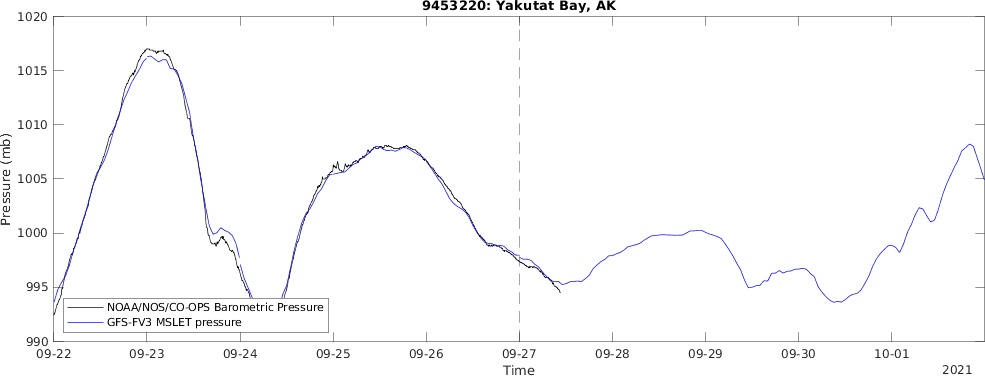 9453220: Yakutat Bay, AK
Pressure (mb)
1020
1015
1010
1005
1000
995
990
NOAA/NOS/CO-OPS Barometric Pressure
GFS-FV3 MSLET pressure
09-22 09-23 09-24 09-25 09-26 09-27 09-28 09-29 09-30 10-01
Time
2021